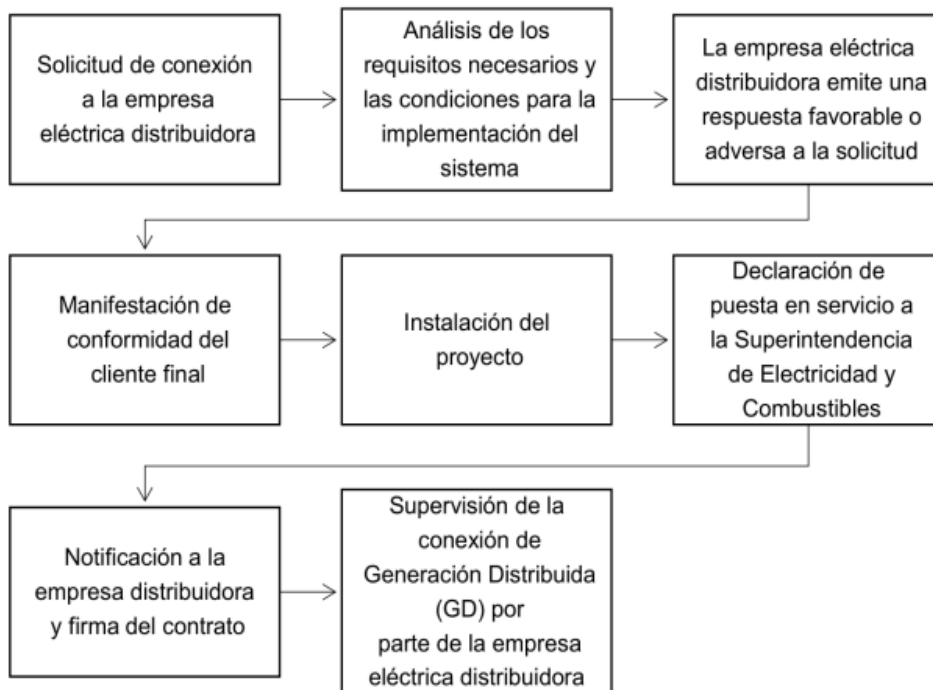 Solicitud de conexión
a la empresa
eléctrica distribuidora
Análisis de los
requisitos necesarios y
las condiciones para la
implementación del
sistema
La empresa eléctrica
distribuidora emite una
respuesta favorable o
adversa a la solicitud
Manifestación de
conformidad del
cliente final
Instalación del
proyecto
Declaración de
puesta en servicio a
la Superintendencia
de Electricidad y
Combustibles
Notificación a la
empresa distribuidora
y firma del contrato
Supervisión de la
conexión de
Generación Distribuida
(GD) por
parte de la empresa
eléctrica distribuidora